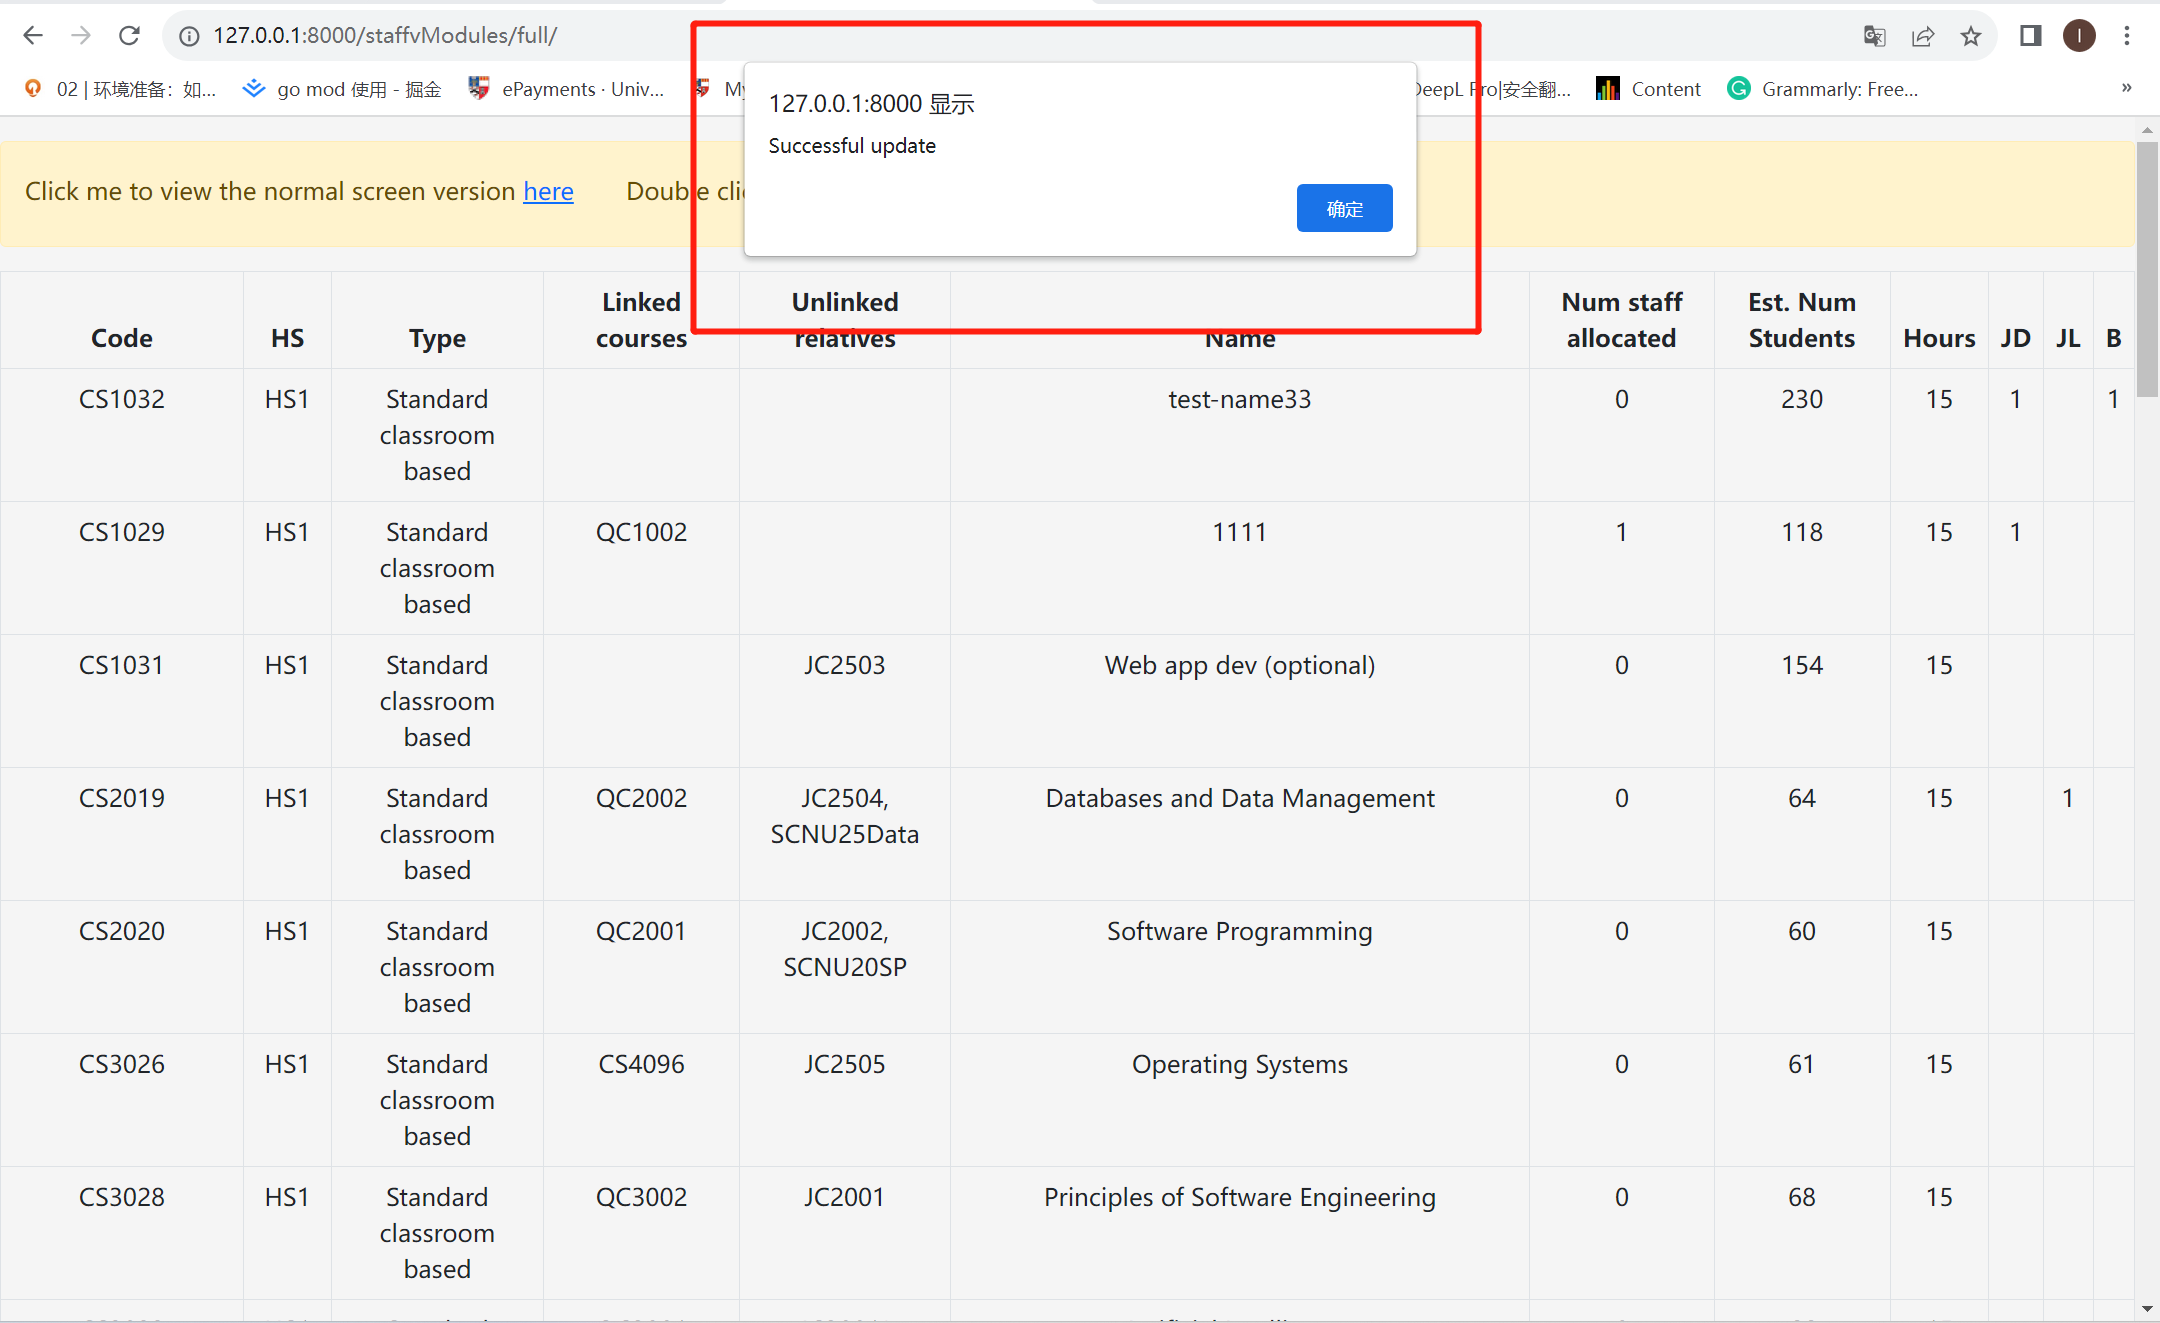 127.0.0.1:8000/staffvModules/full/
I
02 | 环境准备：如...
go mod 使用 - 掘金
ePayments · Univ...
My
DeepL Pro|安全翻...
Content
Grammarly: Free...
»
127.0.0.1:8000 显示
Successful update
确定
Click me to view the normal screen version here
Double cli
Code
HS
Type
Linked
courses
Unlinked
relatives
Name
Num staff
allocated
Est. Num
Students
Hours
JD
JL
B
CS1032
HS1
Standard
classroom
based
test-name33
0
230
15
1
1
CS1029
HS1
Standard
classroom
based
QC1002
1111
1
118
15
1
CS1031
HS1
Standard
classroom
based
JC2503
Web app dev (optional)
0
154
15
CS2019
HS1
Standard
classroom
based
QC2002
JC2504,
SCNU25Data
Databases and Data Management
0
64
15
1
CS2020
HS1
Standard
classroom
based
QC2001
JC2002,
SCNU20SP
Software Programming
0
60
15
CS3026
HS1
Standard
classroom
based
CS4096
JC2505
Operating Systems
0
61
15
CS3028
HS1
Standard
classroom
based
QC3002
JC2001
Principles of Software Engineering
0
68
15